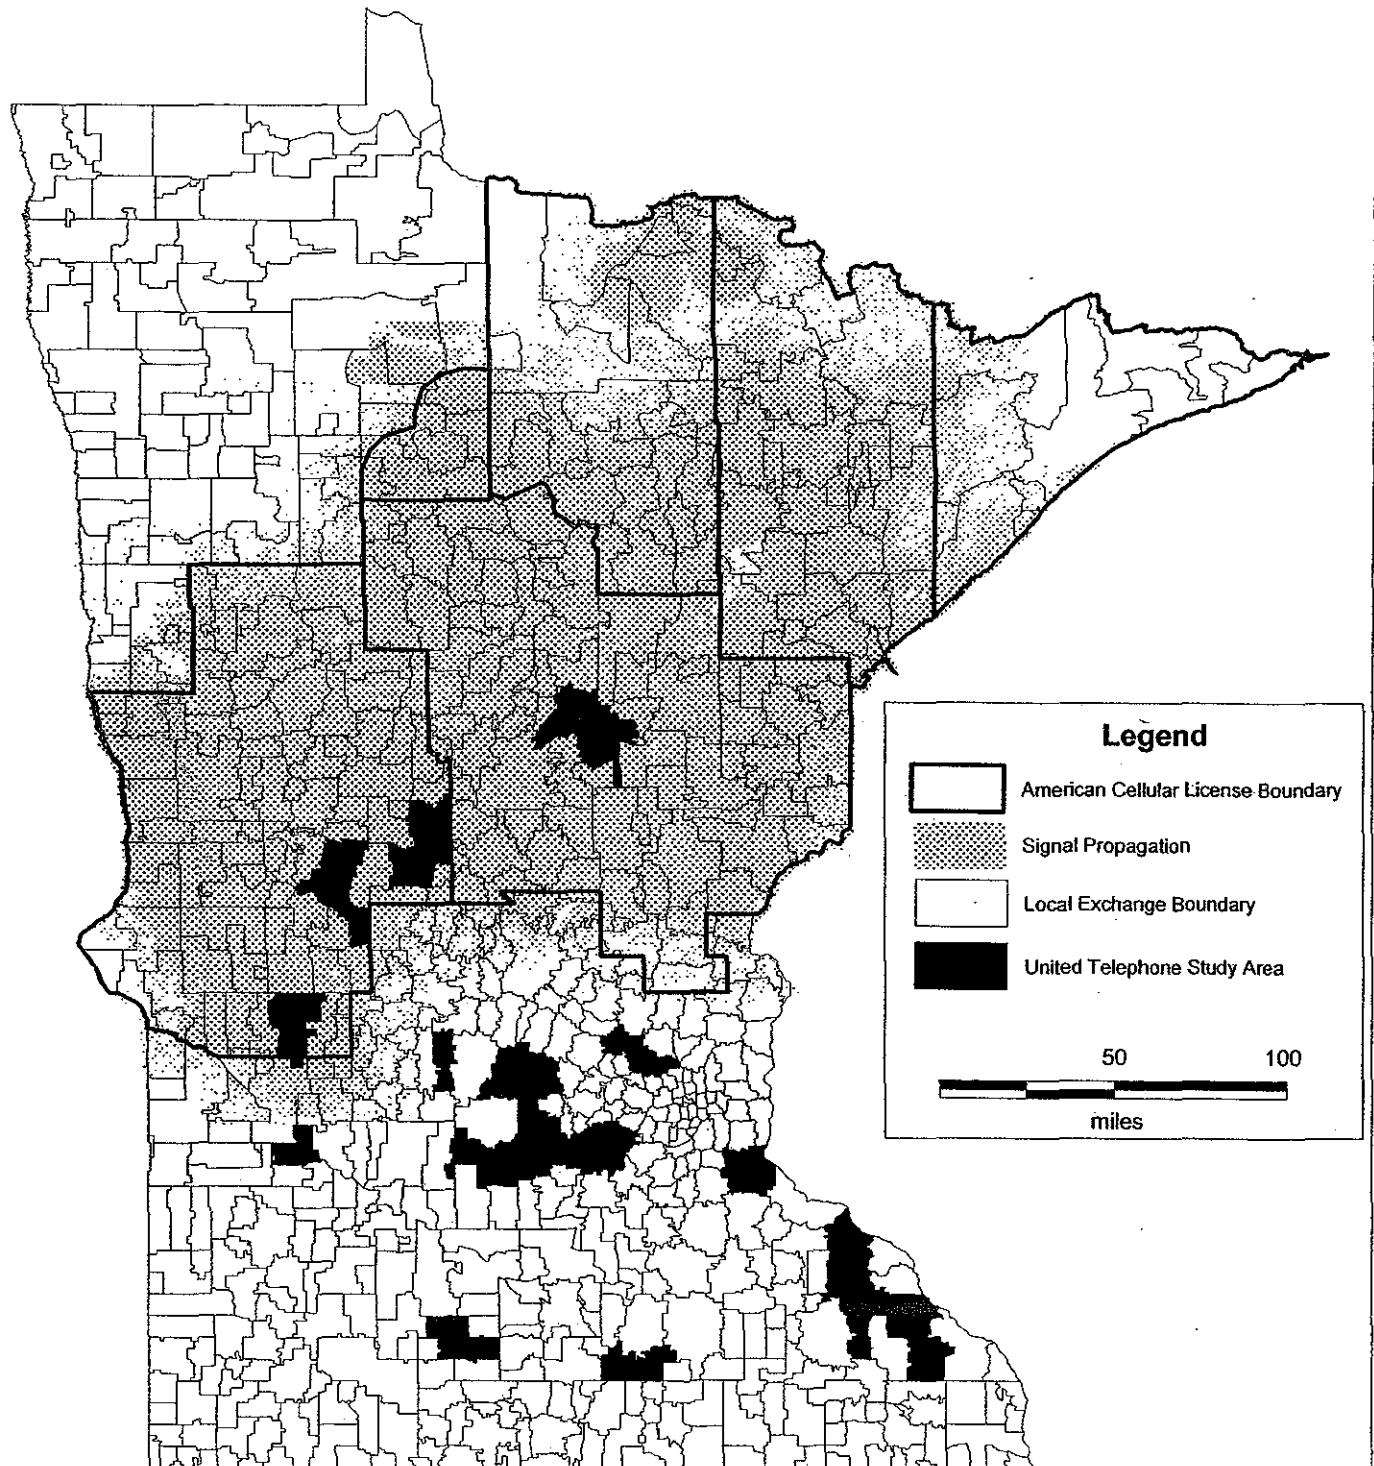 Legend
American Cellular License Boundary
Signal Propagation
Local Exchange Boundary
United Telephone Study Area
50 100
miles